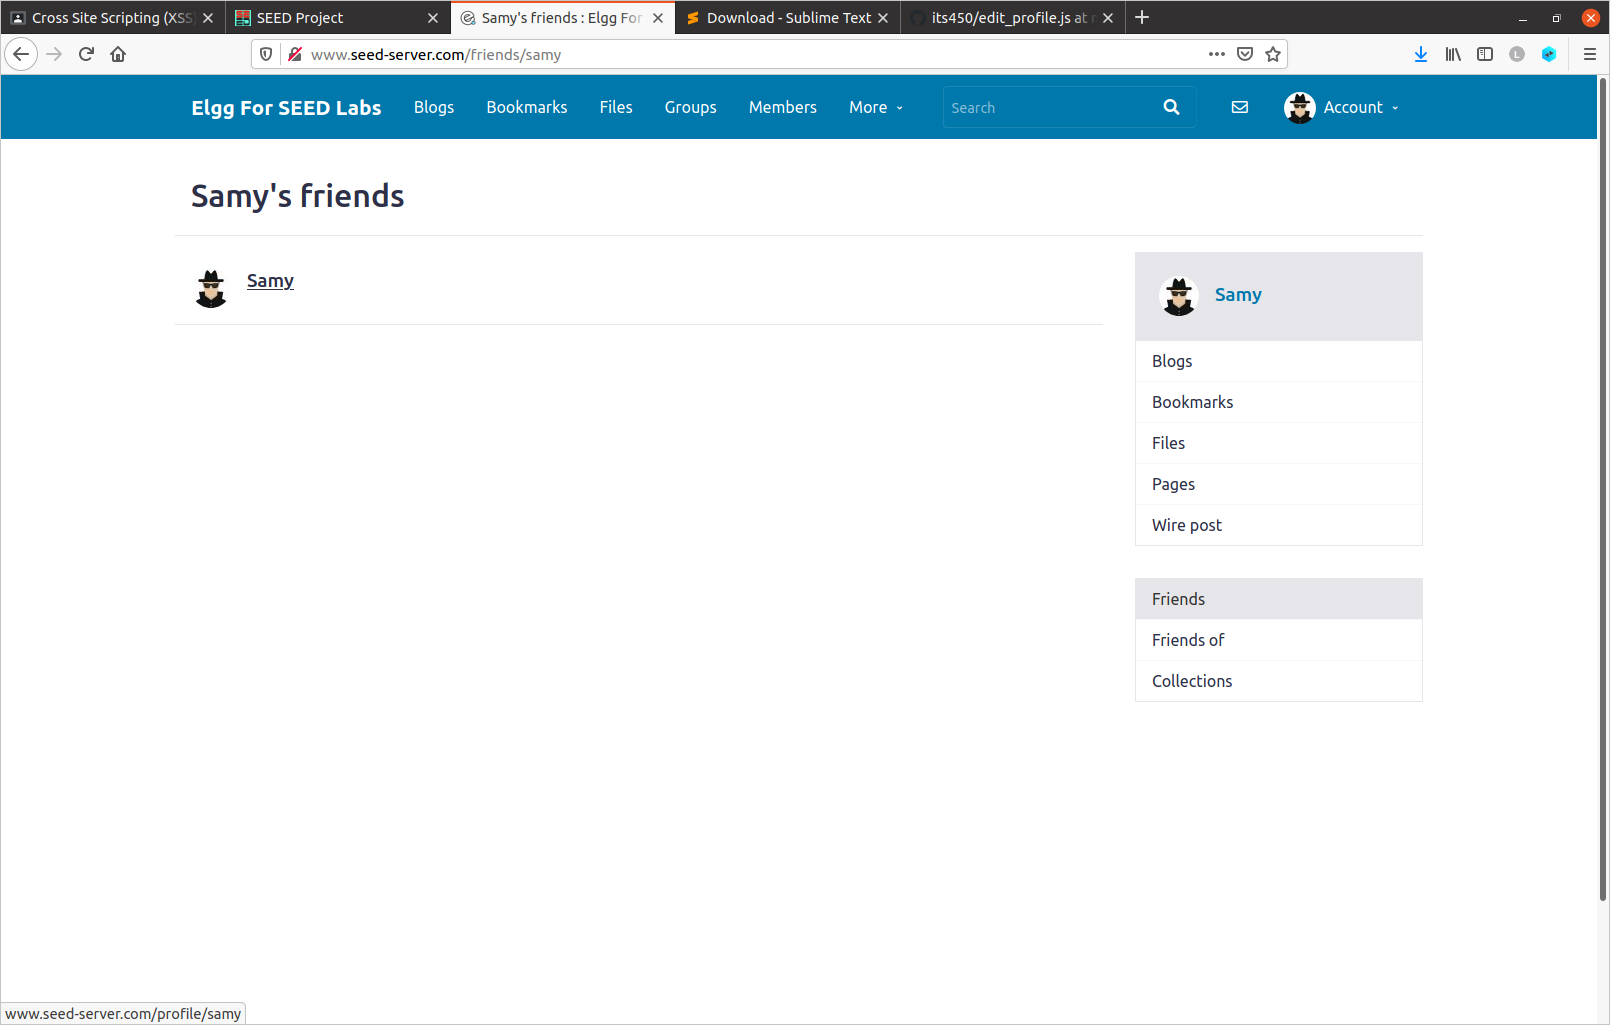 Cross Site Scripting (XSS)
SEED Project
Samy's friends : Elgg For
Download - Sublime Text
its450/edit_profile.js at
www.seed-server.com/friends/samy
Elgg For SEED Labs
Blogs
Bookmarks
Files
Groups
Members
More
Search
Account
Samy's friends
Samy
Samy
Blogs
Bookmarks
Files
Pages
Wire post
Friends
Friends of
Collections
www.seed-server.com/profile/samy